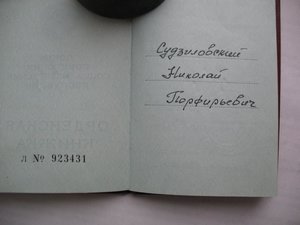 Судзиловский
Николай
Порфирьевич
Л № 923431